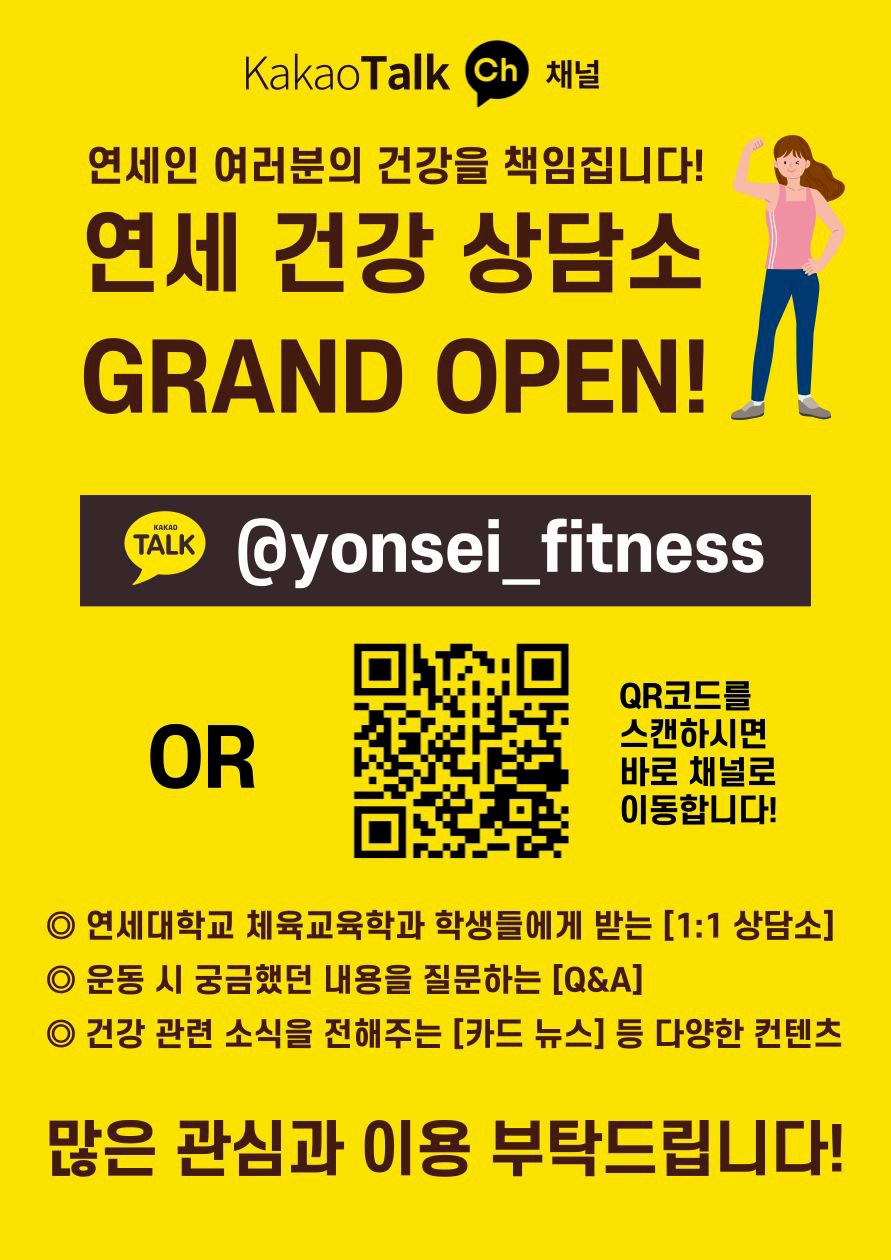 KakaoTalk Ch 채널
연세인 여러분의 건강을 책임집니다!
연세 건강 상담소
GRAND OPEN!
KAKAO
TALK
@yonsei_fitness
OR
QR코드를
스캔하시면
바로 채널로
이동합니다!
◎ 연세대학교 체육교육학과 학생들에게 받는 [1:1 상담소]
◎ 운동 시 궁금했던 내용을 질문하는 [Q&A]
◎ 건강 관련 소식을 전해주는 [카드 뉴스] 등 다양한 컨텐츠
많은 관심과 이용 부탁드립니다!